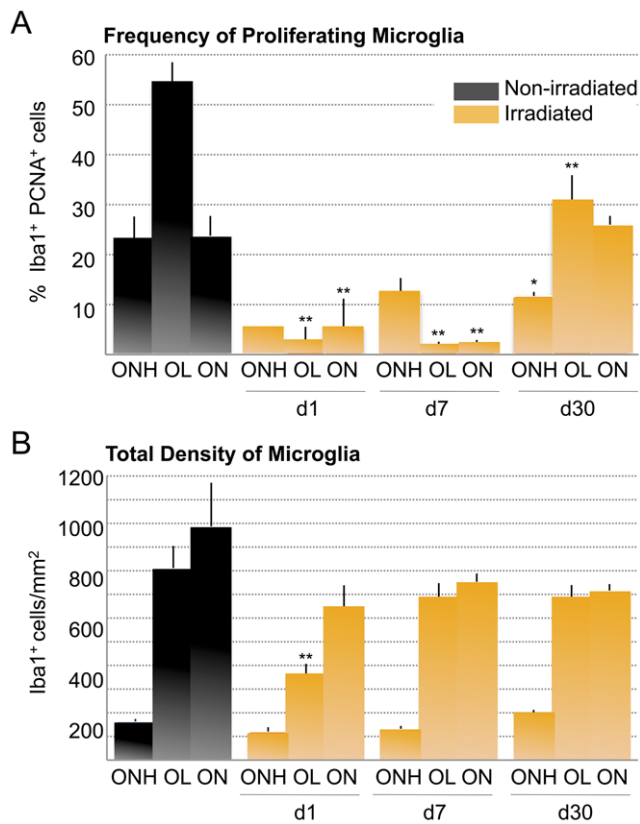 A
Frequency of Proliferating Microglia
% Iba1⁺ PCNA⁺ cells
60
50
40
30
20
10
Non-irradiated
Irradiated
** ** ** ** * **
ONH OL ON ONH OL ON ONH OL ON ONH OL ON
d1 d7 d30
B
Total Density of Microglia
Iba1⁺ cells/mm²
1200
1000
800
600
400
200
**
ONH OL ON ONH OL ON ONH OL ON ONH OL ON
d1 d7 d30